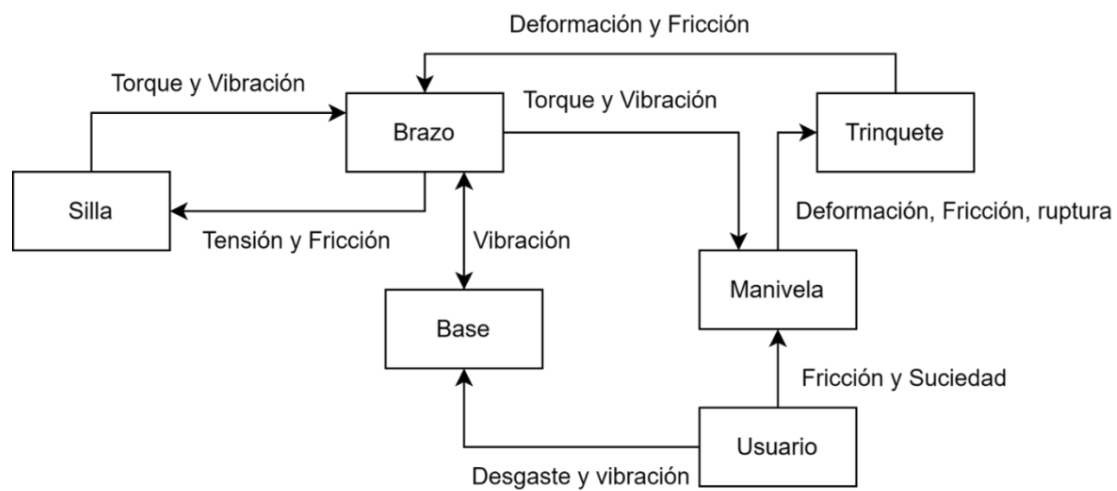 Deformación y Fricción
Torque y Vibración
Brazo
Torque y Vibración
Trinquete
Silla
Tensión y Fricción
Vibración
Deformación, Fricción, ruptura
Manivela
Base
Fricción y Suciedad
Usuario
Desgaste y vibración